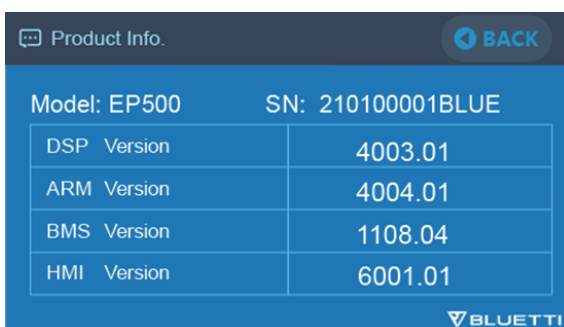 Product Info.
BACK
Model: EP500 SN: 210100001BLUE
DSP Version 4003.01
ARM Version 4004.01
BMS Version 1108.04
HMI Version 6001.01
BLUETTI